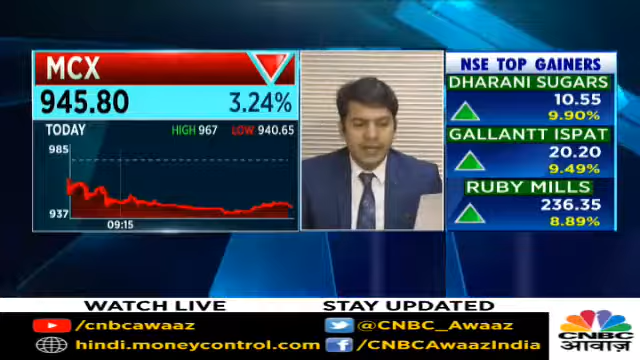 MCX
945.80 3.24%
TODAY HIGH 967 LOW 940.65
985
937
09:15
NSE TOP GAINERS
DHARANI SUGARS
10.55
9.90%
GALLANTT ISPAT
20.20
9.49%
RUBY MILLS
236.35
8.89%
WATCH LIVE STAY UPDATED
/cnbcawaaz @CNBC_Awaaz
hindi.moneycontrol.com /CNBCAwaazIndia
CNBC
आवाज़